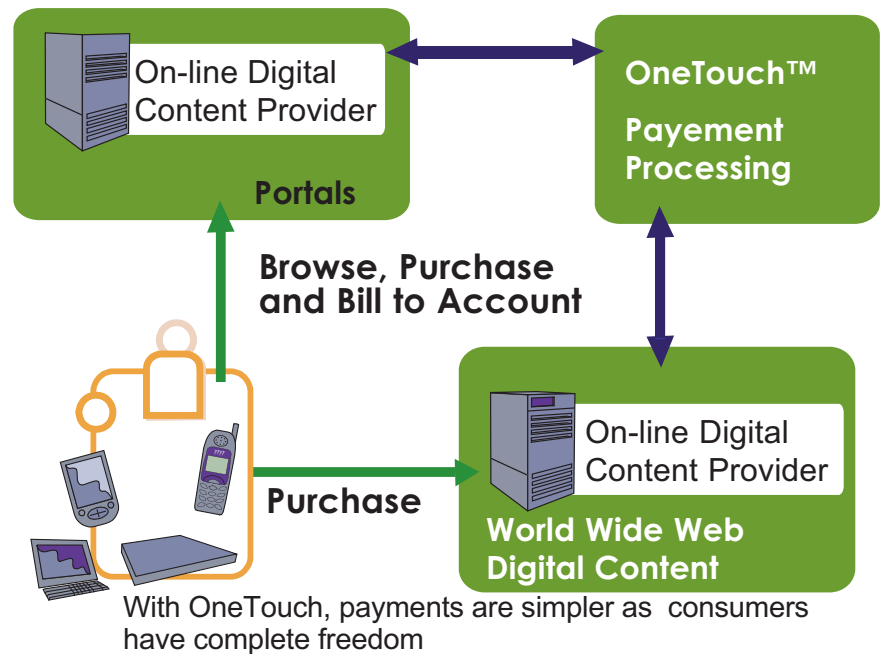 On-line Digital
Content Provider
Portals
OneTouch™
Payement
Processing
Browse, Purchase
and Bill to Account
Purchase
On-line Digital
Content Provider
World Wide Web
Digital Content
With OneTouch, payments are simpler as consumers
have complete freedom